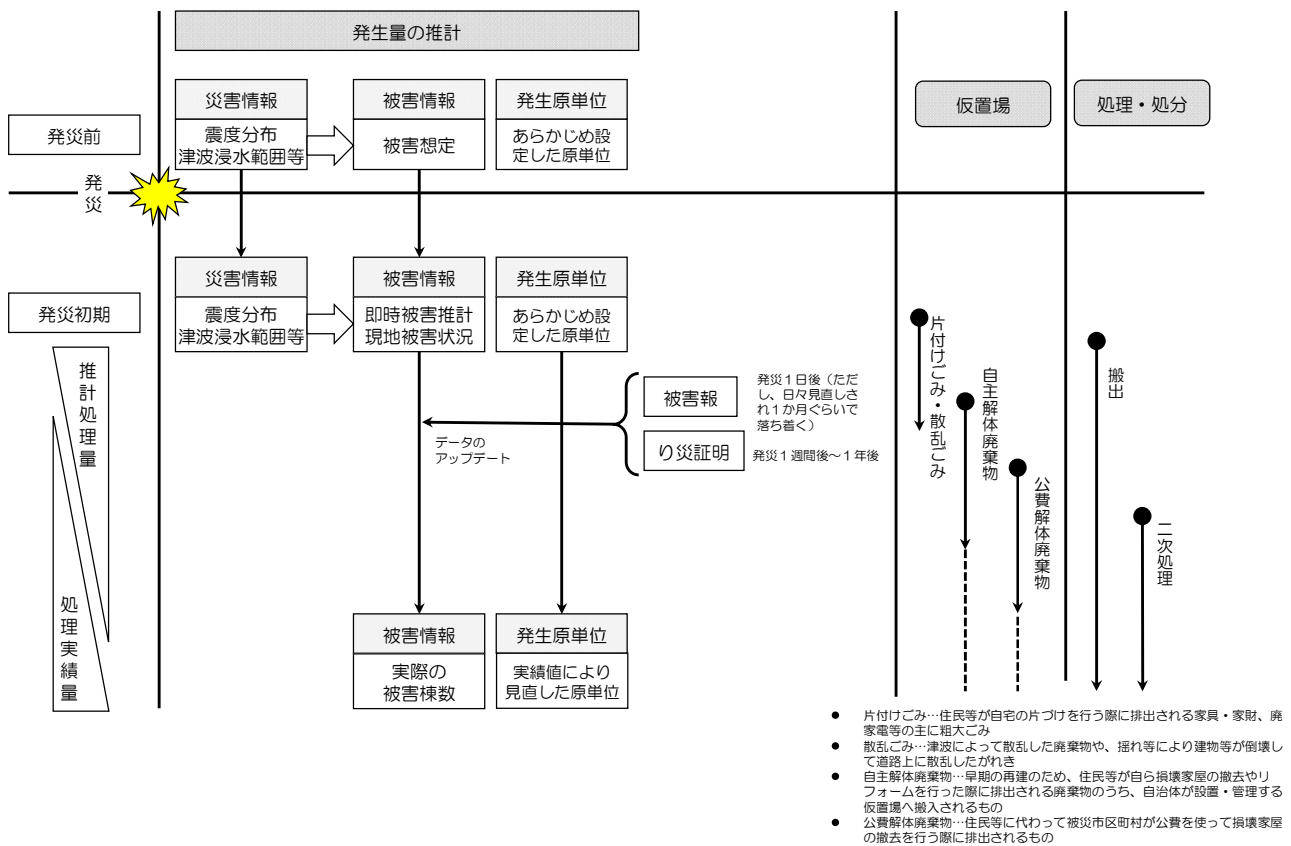 発生量の推計
仮置場
処理・処分
発災前
災害情報
震度分布
津波浸水範囲等
被害情報
被害想定
発生原単位
あらかじめ設
定した原単位
発災
発災初期
災害情報
震度分布
津波浸水範囲等
被害情報
即時被害推計
現地被害状況
発生原単位
あらかじめ設
定した原単位
推計処理量
処理実績量
データの
アップデート
被害報
発災1日後（ただ
し、日々見直しさ
れ1か月ぐらいで
落ち着く）
り災証明
発災1週間後～1年後
被害情報
実際の
被害棟数
発生原単位
実績値により
見直した原単位
片付けごみ・散乱ごみ
自主解体廃棄物
公費解体廃棄物
搬出
二次処理
● 片付けごみ…住民等が自宅の片づけを行う際に排出される家具・家財、廃
家電等の主に粗大ごみ
● 散乱ごみ…津波によって散乱した廃棄物や、揺れ等により建物等が倒壊し
て道路上に散乱したがれき
● 自主解体廃棄物…早期の再建のため、住民等が自ら損壊家屋の撤去やリ
フォームを行った際に排出される廃棄物のうち、自治体が設置・管理する
仮置場へ搬入されるもの
● 公費解体廃棄物…住民等に代わって被災市区町村が公費を使って損壊家屋
の撤去を行う際に排出されるもの